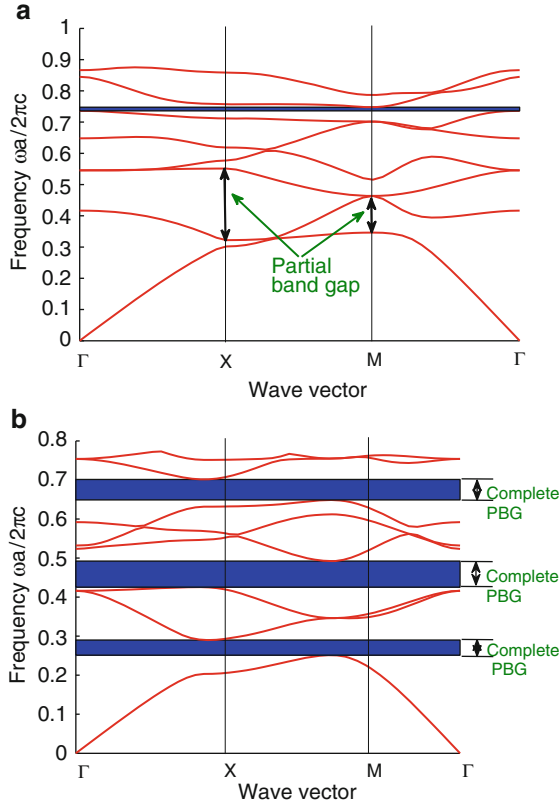 a
1
0.9
0.8
0.7
0.6
0.5
0.4
0.3
0.2
0.1
0
Frequency ωa/2πc
Partial
band gap
Γ X M Γ
Wave vector
b
0.8
0.7
0.6
0.5
0.4
0.3
0.2
0.1
0
Frequency ωa/2πc
Complete
PBG
Complete
PBG
Complete
PBG
Γ X M Γ
Wave vector